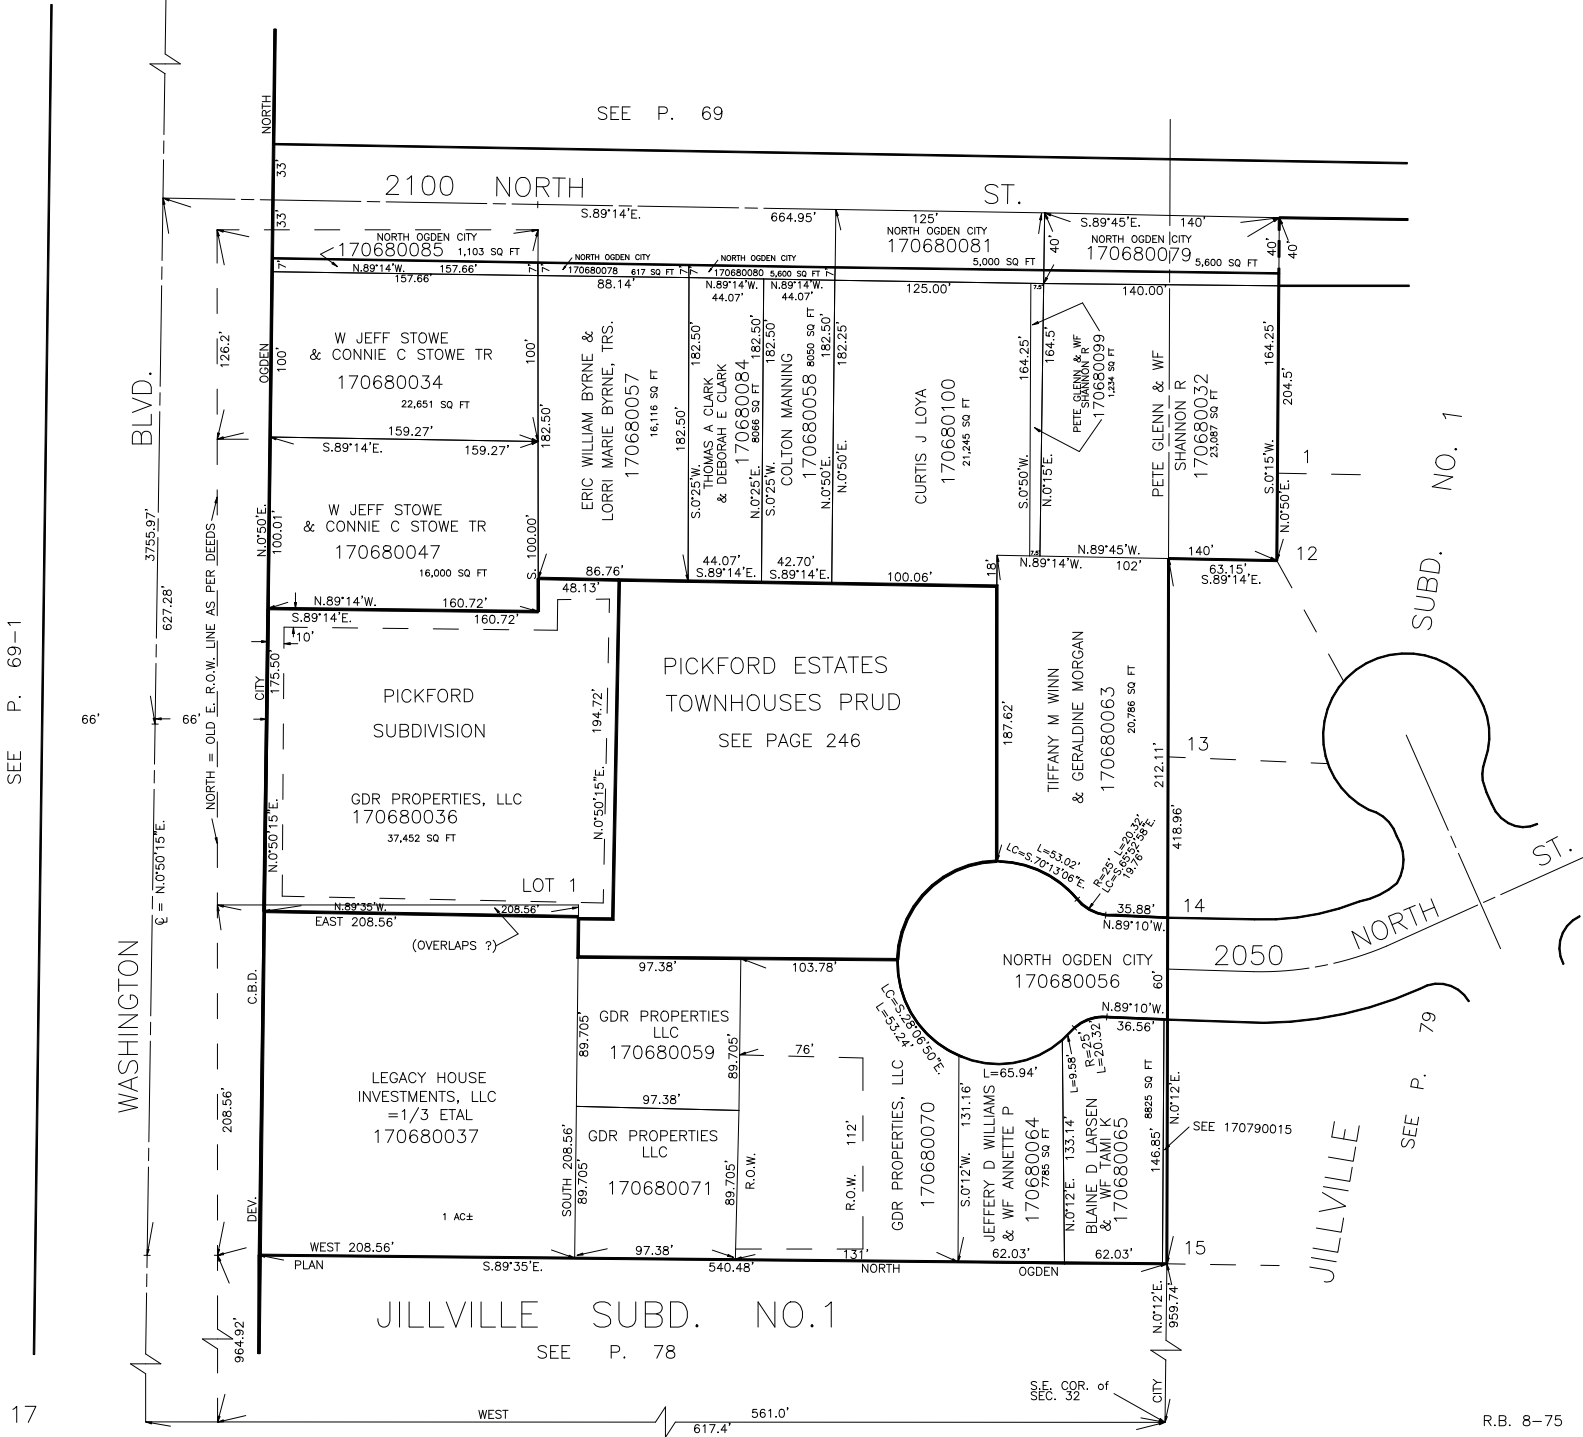 SEE P. 69
NORTH
33'
2100 NORTH ST.
33'
S.89°14'E.
664.95'
125'
S.89°45'E. 140'
NORTH OGDEN CITY
170680085 1,103 SQ FT
NORTH OGDEN CITY
170680078 617 SQ FT
NORTH OGDEN CITY
170680080 5,600 SQ FT
NORTH OGDEN CITY
170680081
5,000 SQ FT
40'
NORTH OGDEN CITY
170680079
5,600 SQ FT
40'
40'
7'
N.89°14'W. 157.66'
157.66'
7'
7'
88.14'
7'
7'
N.89°14'W.
44.07'
N.89°14'W.
44.07'
7'
125.00'
7.5'
140.00'
126.2'
OGDEN
100'
W JEFF STOWE
& CONNIE C STOWE TR
170680034
22,651 SQ FT
100'
159.27'
S.89°14'E.
159.27'
182.50'
ERIC WILLIAM BYRNE &
LORRI MARIE BYRNE, TRS.
170680057
16,116 SQ FT
182.50'
S.0°25'W. 182.50'
THOMAS A CLARK
& DEBORAH E CLARK
170680084
8066 SQ FT
N.0°25'E.
S.0°25'W. 182.50'
COLTON MANNING
170680058 8050 SQ FT
N.0°50'E. 182.50'
N.0°50'E. 182.25'
CURTIS J LOYA
170680100
21,245 SQ FT
S.0°50'W. 164.25'
N.0°15'E. 164.5'
PETE GLENN & WF
SHANNON R
170680099
1,234 SQ FT
PETE GLENN & WF
SHANNON R
170680032
23,087 SQ FT
S.0°15'W. 164.25'
N.0°50'E. 204.5'
1
12
W JEFF STOWE
& CONNIE C STOWE TR
170680047
16,000 SQ FT
N.0°50'E.
100.01'
S. 100.00'
N.89°14'W. 160.72'
S.89°14'E. 160.72'
86.76'
48.13'
44.07'
S.89°14'E.
42.70'
S.89°14'E.
100.06'
18'
7.5'
N.89°45'W. 140'
N.89°14'W. 102'
63.15'
S.89°14'E.
BLVD.
3755.97'
627.28'
NORTH = OLD E. R.O.W. LINE AS PER DEEDS
SEE P. 69-1
66'
66'
CITY
175.50'
10'
PICKFORD
SUBDIVISION
GDR PROPERTIES, LLC
170680036
37,452 SQ FT
LOT 1
N.0°50'15"E.
194.72'
N.0°50'15"E.
PICKFORD ESTATES
TOWNHOUSES PRUD
SEE PAGE 246
187.62'
TIFFANY M WINN
& GERALDINE MORGAN
170680063
20,786 SQ FT
212.11'
418.96'
13
SUBD. NO. 1
L=53.02'
LC=S.70°13'06"E.
R=25' L=20.32'
LC=S.65°52'58"E.
19.76'
35.88'
N.89°10'W.
14
ST.
NORTH
2050
℄ = N.0°50'15"E.
N.89°35'W. 208.56'
EAST 208.56'
(OVERLAPS ?)
NORTH OGDEN CITY
170680056
60'
N.89°10'W.
36.56'
LC=S.28°06'50"E.
L=53.24'
L=65.94'
L=9.58'
R=25'
L=20.32
WASHINGTON
C.B.D.
208.56'
DEV.
LEGACY HOUSE
INVESTMENTS, LLC
=1/3 ETAL
170680037
1 AC±
SOUTH 208.56'
97.38'
103.78'
89.705'
GDR PROPERTIES
LLC
170680059
89.705'
97.38'
GDR PROPERTIES
LLC
170680071
89.705'
89.705'
97.38'
76'
R.O.W.
R.O.W. 112'
GDR PROPERTIES, LLC
170680070
131'
S.0°12'W. 131.16'
JEFFERY D WILLIAMS
& WF ANNETTE P
170680064
7785 SQ FT
62.03'
N.0°12'E. 133.14'
BLAINE D LARSEN
& WF TAMI K
170680065
8825 SQ FT
146.85'
62.03'
N.0°12'E.
SEE 170790015
15
JILLVILLE
SEE P. 79
WEST 208.56'
PLAN
S.89°35'E.
540.48'
NORTH
OGDEN
JILLVILLE SUBD. NO.1
SEE P. 78
964.92'
N.0°12'E.
959.74'
CITY
S.E. COR. of
SEC. 32
WEST
561.0'
617.4'
17
R.B. 8-75